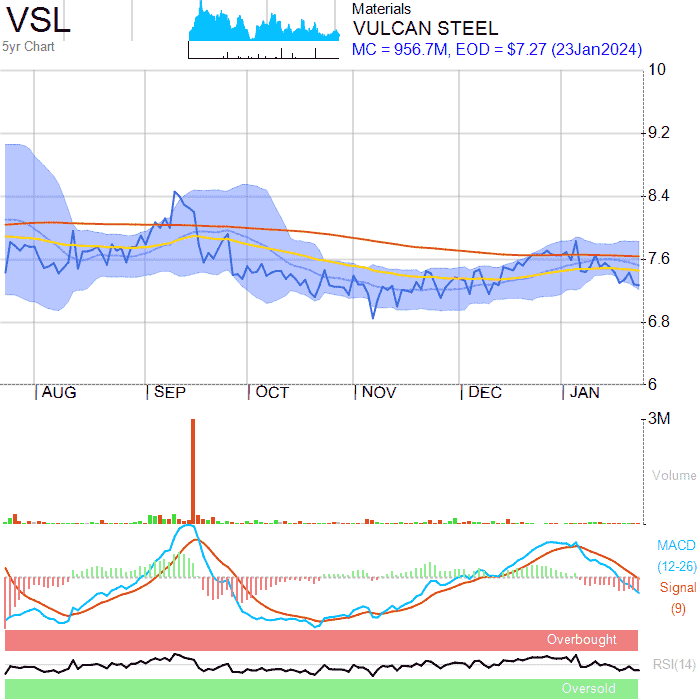 VSL
5yr Chart
Materials
VULCAN STEEL
MC = 956.7M, EOD = $7.27 (23Jan2024)
10
9.2
8.4
7.6
6.8
6
AUG SEP OCT NOV DEC JAN
3M
Volume
MACD
(12-26)
Signal
(9)
Overbought
RSI(14)
Oversold